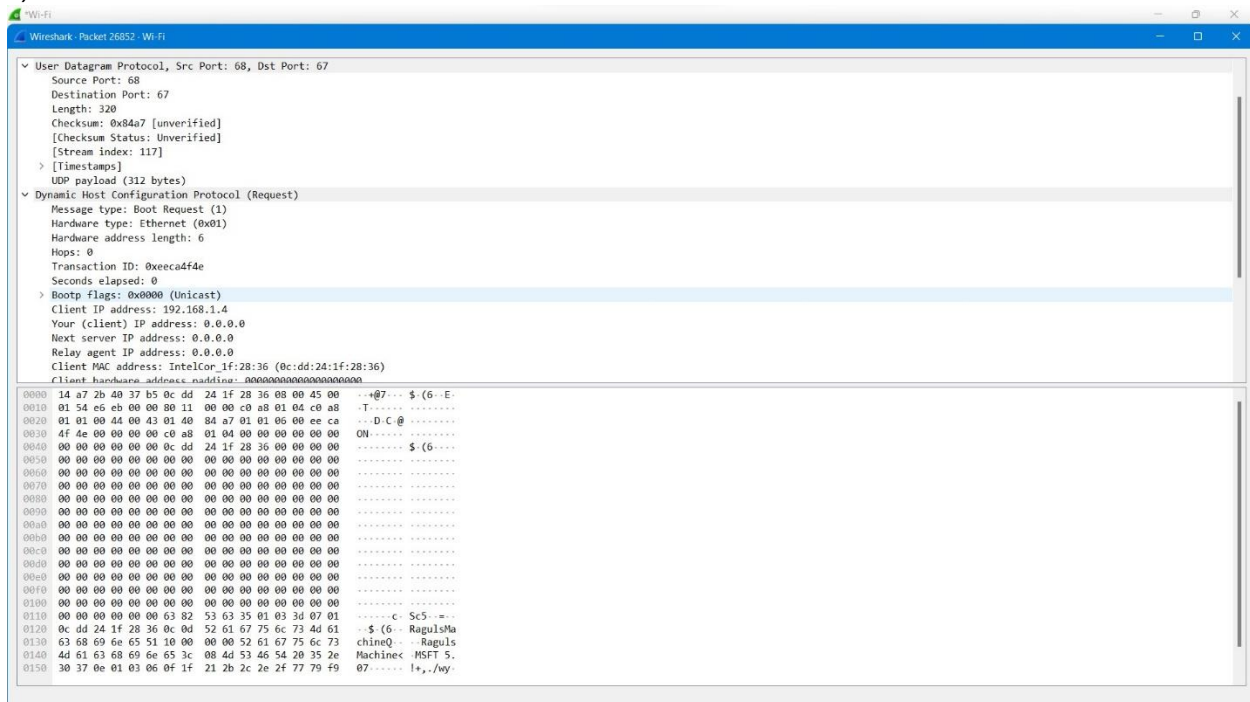 *Wi-Fi
Wireshark · Packet 26852 · Wi-Fi
User Datagram Protocol, Src Port: 68, Dst Port: 67
Source Port: 68
Destination Port: 67
Length: 320
Checksum: 0x84a7 [unverified]
[Checksum Status: Unverified]
[Stream index: 117]
[Timestamps]
UDP payload (312 bytes)
Dynamic Host Configuration Protocol (Request)
Message type: Boot Request (1)
Hardware type: Ethernet (0x01)
Hardware address length: 6
Hops: 0
Transaction ID: 0xeeca4f4e
Seconds elapsed: 0
Bootp flags: 0x0000 (Unicast)
Client IP address: 192.168.1.4
Your (client) IP address: 0.0.0.0
Next server IP address: 0.0.0.0
Relay agent IP address: 0.0.0.0
Client MAC address: IntelCor_1f:28:36 (0c:dd:24:1f:28:36)
Client hardware address padding: 00000000000000000000
0000 14 a7 2b 40 37 b5 0c dd 24 1f 28 36 08 00 45 00 ··+@7··· $·(6··E·
0010 01 54 e6 eb 00 00 80 11 00 00 c0 a8 01 04 c0 a8 ·T······ ········
0020 01 01 00 44 00 43 01 40 84 a7 01 01 06 00 ee ca ···D·C·@ ········
0030 4f 4e 00 00 00 00 c0 a8 01 04 00 00 00 00 00 00 ON······ ········
0040 00 00 00 00 00 00 0c dd 24 1f 28 36 00 00 00 00 ········ $·(6····
0050 00 00 00 00 00 00 00 00 00 00 00 00 00 00 00 00 ········ ········
0060 00 00 00 00 00 00 00 00 00 00 00 00 00 00 00 00 ········ ········
0070 00 00 00 00 00 00 00 00 00 00 00 00 00 00 00 00 ········ ········
0080 00 00 00 00 00 00 00 00 00 00 00 00 00 00 00 00 ········ ········
0090 00 00 00 00 00 00 00 00 00 00 00 00 00 00 00 00 ········ ········
00a0 00 00 00 00 00 00 00 00 00 00 00 00 00 00 00 00 ········ ········
00b0 00 00 00 00 00 00 00 00 00 00 00 00 00 00 00 00 ········ ········
00c0 00 00 00 00 00 00 00 00 00 00 00 00 00 00 00 00 ········ ········
00d0 00 00 00 00 00 00 00 00 00 00 00 00 00 00 00 00 ········ ········
00e0 00 00 00 00 00 00 00 00 00 00 00 00 00 00 00 00 ········ ········
00f0 00 00 00 00 00 00 00 00 00 00 00 00 00 00 00 00 ········ ········
0100 00 00 00 00 00 00 00 00 00 00 00 00 00 00 00 00 ········ ········
0110 00 00 00 00 00 00 63 82 53 63 35 01 03 3d 07 01 ······c· Sc5··=··
0120 0c dd 24 1f 28 36 0c 0d 52 61 67 75 6c 73 4d 61 ··$·(6·· RagulsMa
0130 63 68 69 6e 65 51 10 00 00 00 52 61 67 75 6c 73 chineQ·· ··Raguls
0140 4d 61 63 68 69 6e 65 3c 08 4d 53 46 54 20 35 2e Machine< ·MSFT 5.
0150 30 37 0e 01 03 06 0f 1f 21 2b 2c 2e 2f 77 79 f9 07······ !+,./wy·